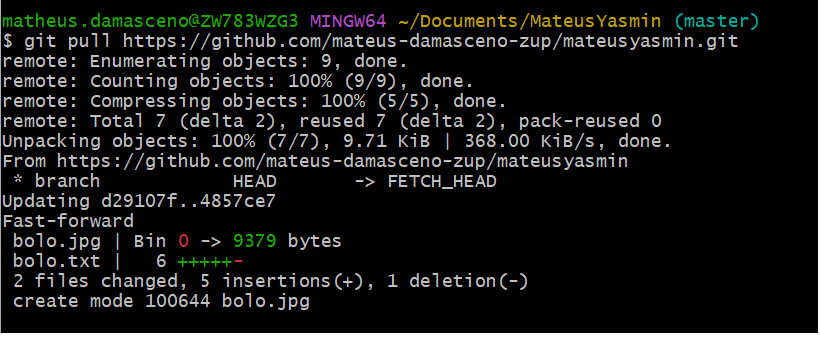 matheus.damasceno@ZW783WZG3 MINGW64 ~/Documents/MateusYasmin (master)
$ git pull https://github.com/mateus-damasceno-zup/mateusyasmin.git
remote: Enumerating objects: 9, done.
remote: Counting objects: 100% (9/9), done.
remote: Compressing objects: 100% (5/5), done.
remote: Total 7 (delta 2), reused 7 (delta 2), pack-reused 0
Unpacking objects: 100% (7/7), 9.71 KiB | 368.00 KiB/s, done.
From https://github.com/mateus-damasceno-zup/mateusyasmin
 * branch            HEAD       -> FETCH_HEAD
Updating d29107f..4857ce7
Fast-forward
 bolo.jpg | Bin 0 -> 9379 bytes
 bolo.txt |   6 +++++-
 2 files changed, 5 insertions(+), 1 deletion(-)
 create mode 100644 bolo.jpg